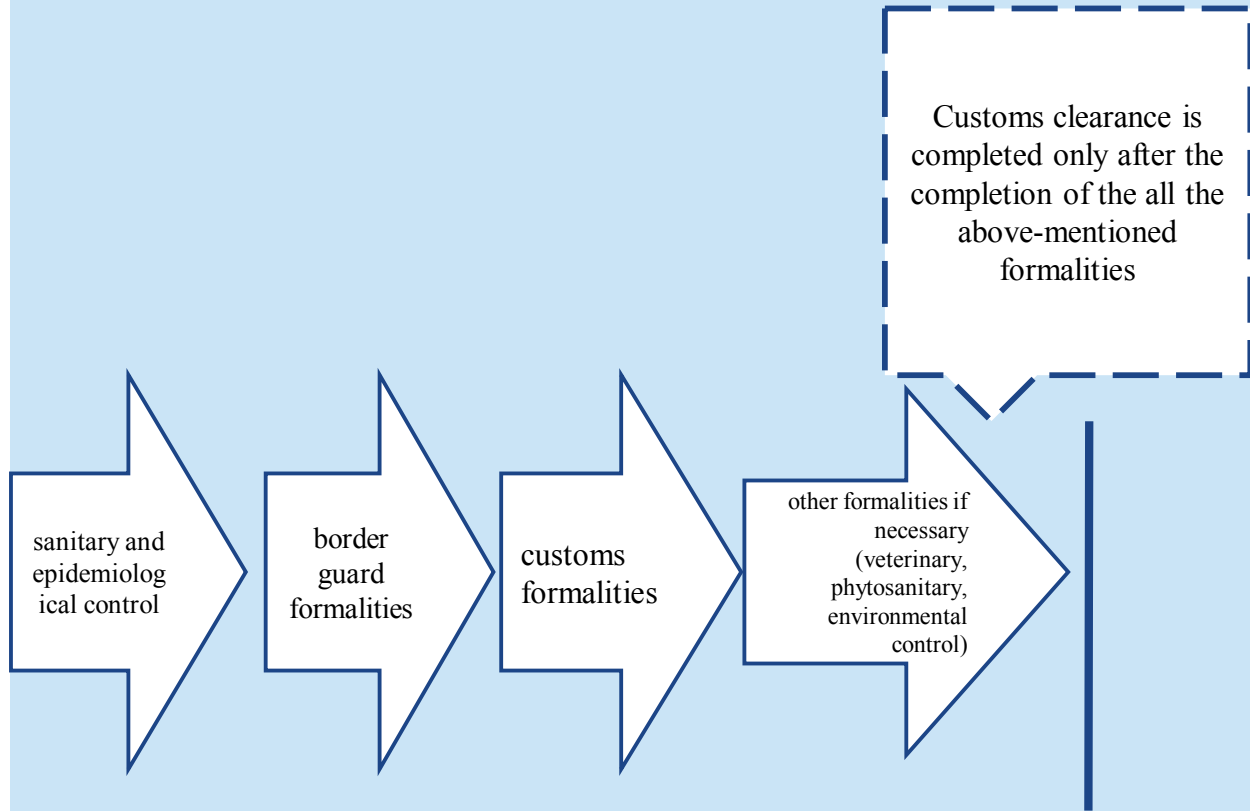 Customs clearance is
completed only after the
completion of the all the
above-mentioned
formalities
sanitary and
epidemiolog
ical control
border
guard
formalities
customs
formalities
other formalities if
necessary
(veterinary,
phytosanitary,
environmental
control)